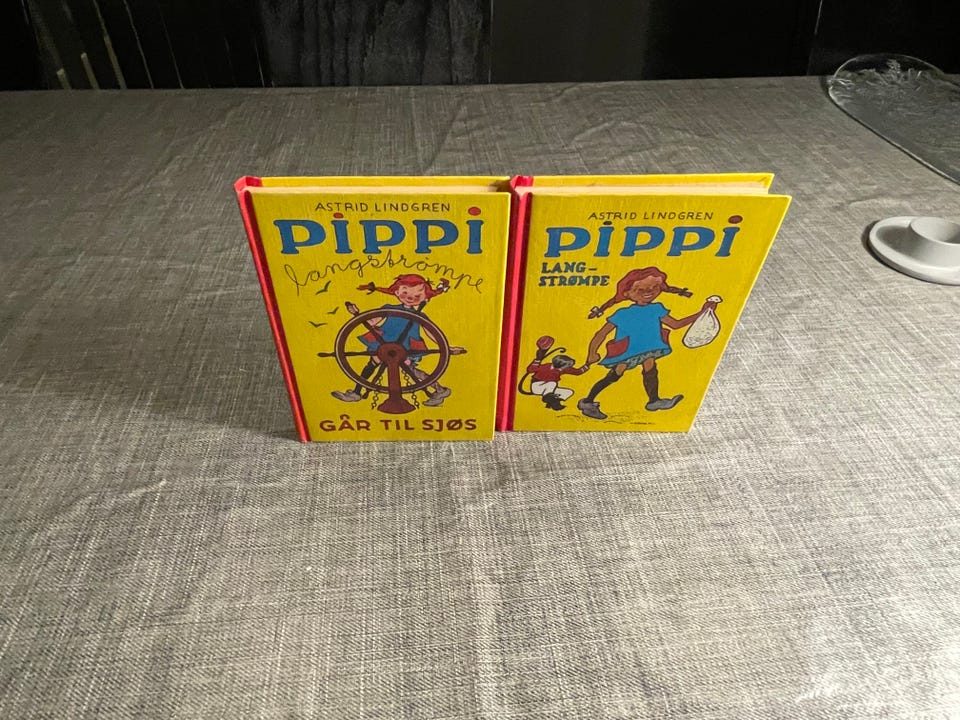 ASTRID LINDGREN
PIPPI
langstrømpe
GÅR TIL SJØS
ASTRID LINDGREN
PIPPI
LANG-
STRØMPE